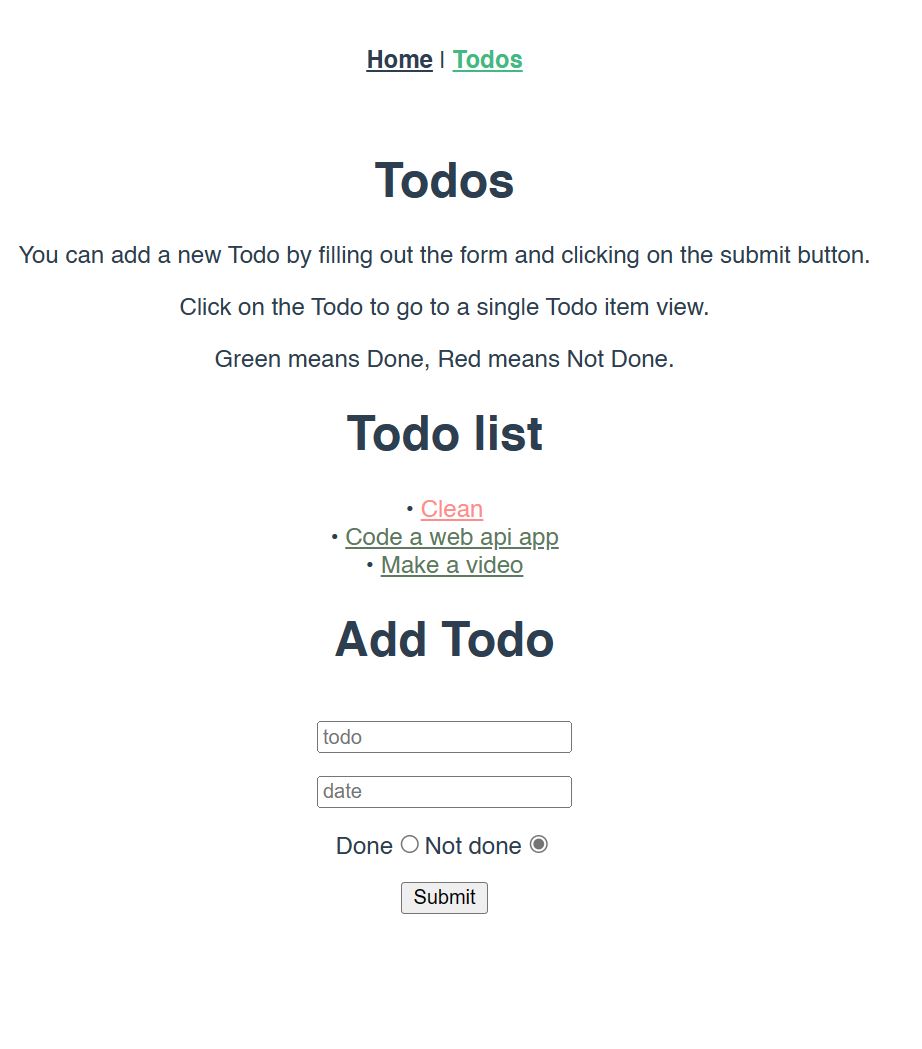 Home | Todos
Todos
You can add a new Todo by filling out the form and clicking on the submit button.
Click on the Todo to go to a single Todo item view.
Green means Done, Red means Not Done.
Todo list
• Clean
• Code a web api app
• Make a video
Add Todo
todo
date
Done Not done
Submit